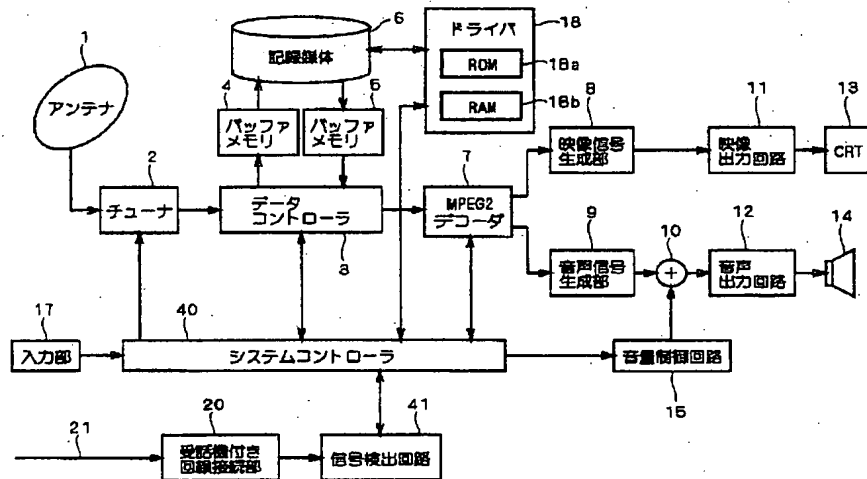 1
アンテナ
2
チューナ
6
記録媒体
4
バッファ
メモリ
5
バッファ
メモリ
データ
コントローラ
3
18
ドライバ
ROM
18a
RAM
18b
7
MPEG2
デコーダ
8
映像信号
生成部
11
映像
出力回路
13
CRT
9
音声信号
生成部
10
+
12
音声
出力回路
14
17
入力部
40
システムコントローラ
音量制御回路
15
21
20
受話機付き
回線接続部
41
信号検出回路